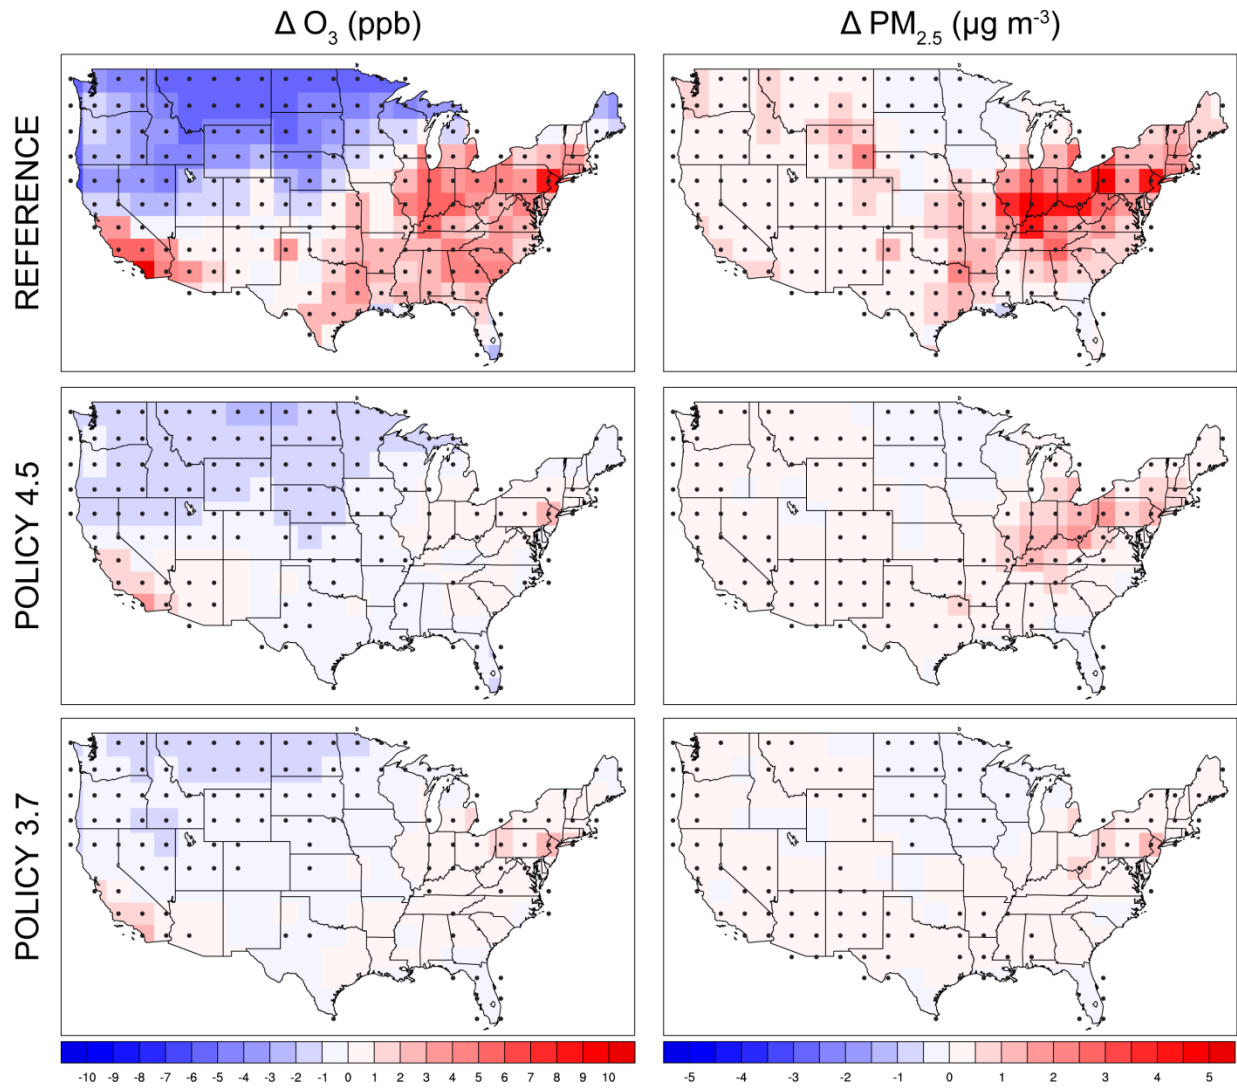 Δ O₃ (ppb)
Δ PM₂.₅ (µg m⁻³)
REFERENCE
POLICY 4.5
POLICY 3.7
-10 -9 -8 -7 -6 -5 -4 -3 -2 -1 0 1 2 3 4 5 6 7 8 9 10
-5 -4 -3 -2 -1 0 1 2 3 4 5